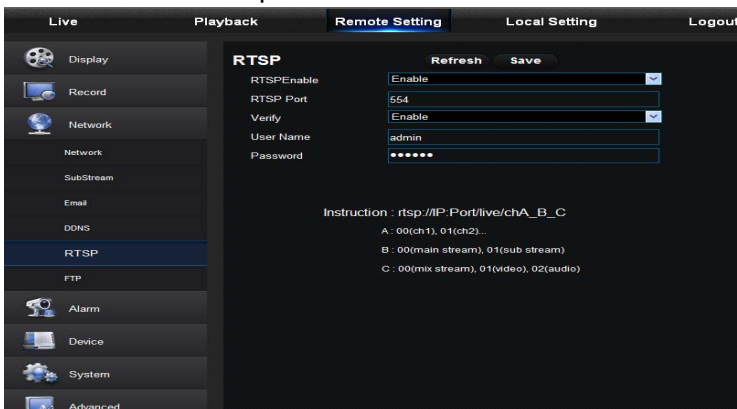 Live Playback Remote Setting Local Setting Logout
Display
Record
Network
Network
SubStream
Email
DDNS
RTSP
FTP
Alarm
Device
System
Advanced
RTSP Refresh Save
RTSPEnable Enable
RTSP Port 554
Verify Enable
User Name admin
Password ••••••
Instruction : rtsp://IP:Port/live/chA_B_C
A : 00(ch1), 01(ch2)...
B : 00(main stream), 01(sub stream)
C : 00(mix stream), 01(video), 02(audio)